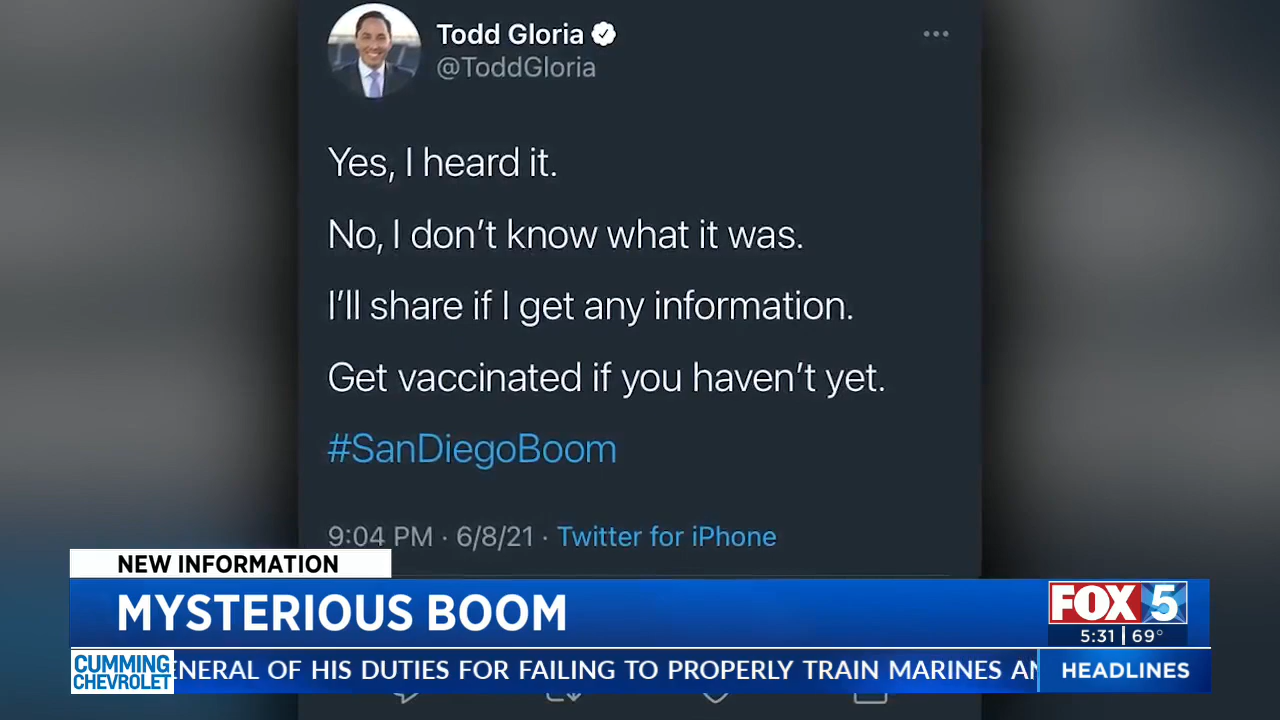 Todd Gloria
@ToddGloria
Yes, I heard it.
No, I don't know what it was.
I'll share if I get any information.
Get vaccinated if you haven't yet.
#SanDiegoBoom
9:04 PM · 6/8/21 · Twitter for iPhone
NEW INFORMATION
MYSTERIOUS BOOM
FOX 5
5:31 | 69°
CUMMING
CHEVROLET
ENERAL OF HIS DUTIES FOR FAILING TO PROPERLY TRAIN MARINES AN
HEADLINES